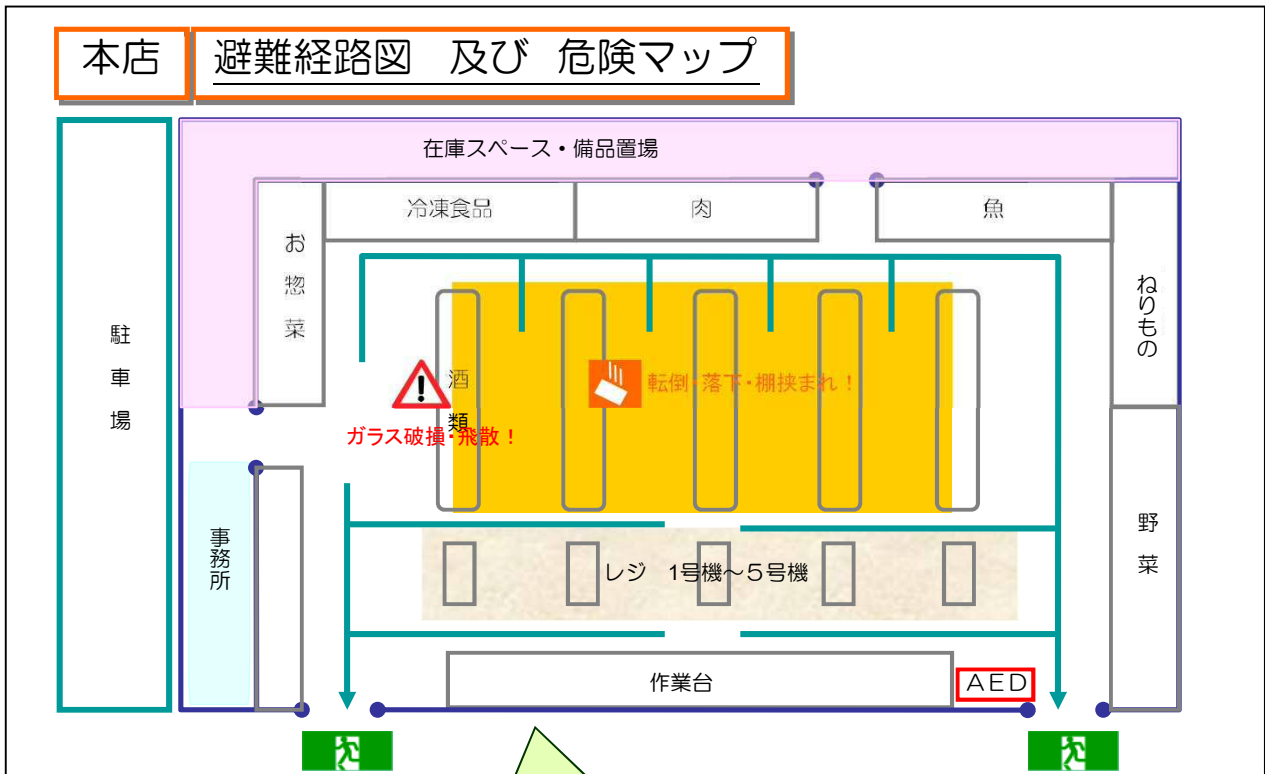 本店 避難経路図 及び 危険マップ
在庫スペース・備品置場
冷凍食品
肉
魚
お惣菜
ねりもの
駐車場
酒類
転倒・落下・棚挟まれ！
ガラス破損・飛散！
事務所
野菜
レジ 1号機～５号機
作業台
ＡＥＤ